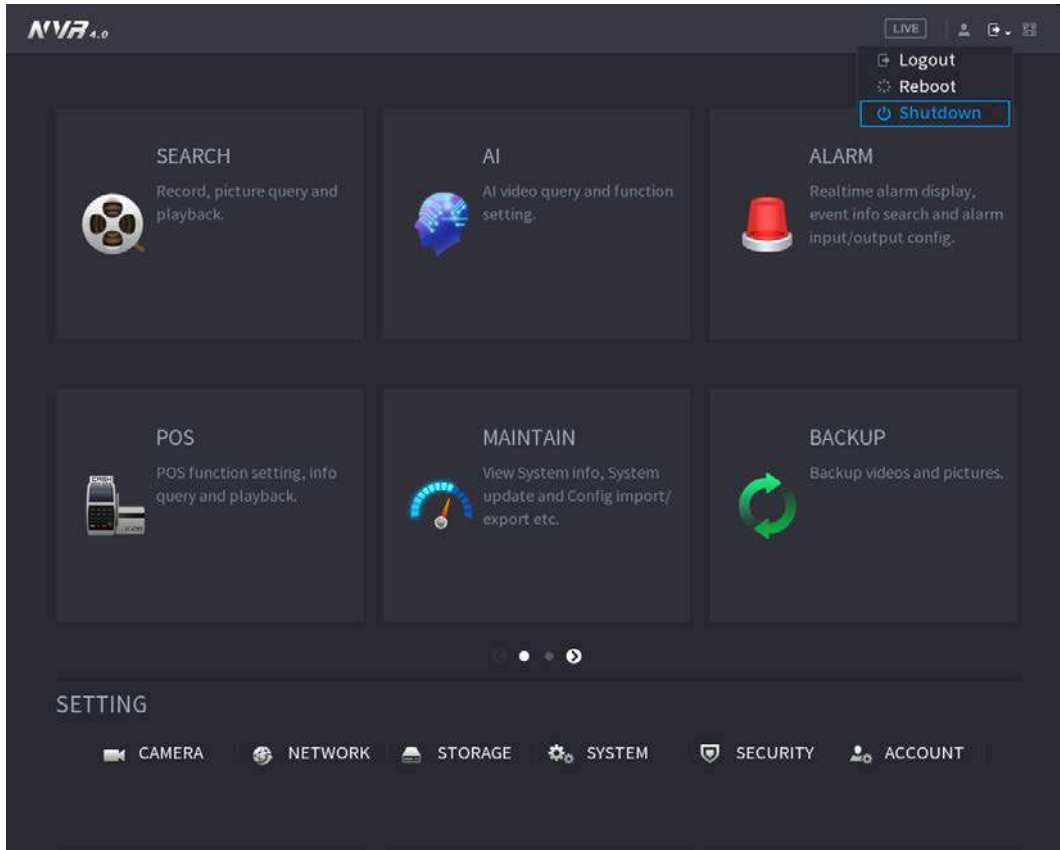 NVR 4.0
LIVE
Logout
Reboot
Shutdown
SEARCH
Record, picture query and
playback.
AI
AI video query and function
setting.
ALARM
Realtime alarm display,
event info search and alarm
input/output config.
POS
POS function setting, info
query and playback.
MAINTAIN
View System info, System
update and Config import/
export etc.
BACKUP
Backup videos and pictures.
SETTING
CAMERA
NETWORK
STORAGE
SYSTEM
SECURITY
ACCOUNT